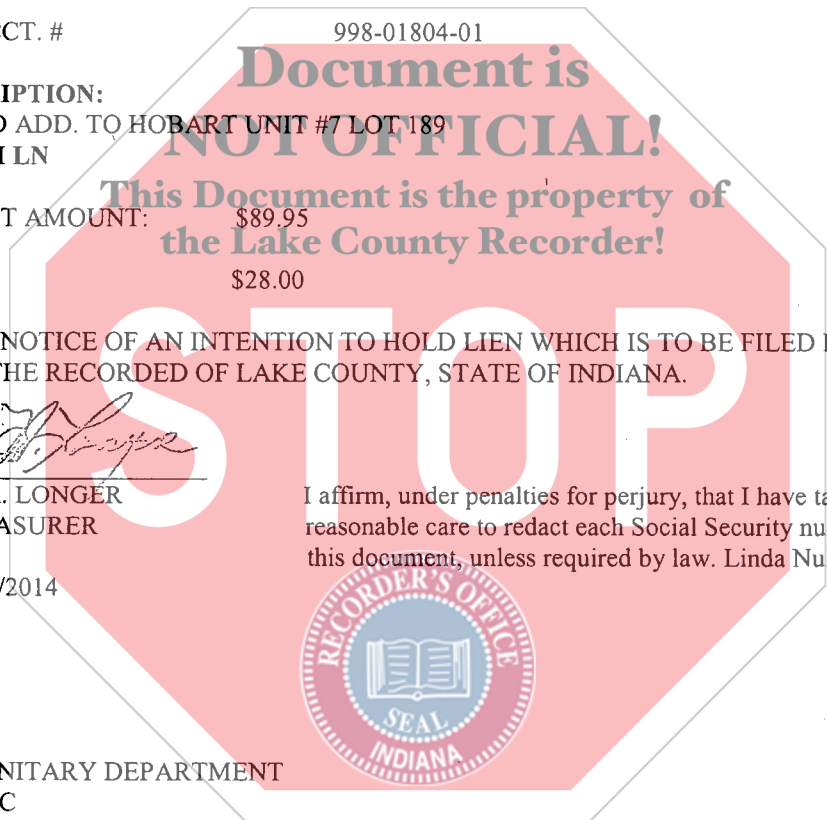 CCT. # 998-01804-01
Document is
IPTION:
ADD. TO HOBART UNIT #7 LOT 189
NOT OFFICIAL!
LN
This Document is the property of
T AMOUNT: $89.95
the Lake County Recorder!
$28.00
STOP
NOTICE OF AN INTENTION TO HOLD LIEN WHICH IS TO BE FILED
THE RECORDED OF LAKE COUNTY, STATE OF INDIANA.
. LONGER
I affirm, under penalties for perjury, that I have ta
ASURER
reasonable care to redact each Social Security nu
this document, unless required by law. Linda Nu
/2014
RECORDER'S OFFICE
SEAL
INDIANA
NITARY DEPARTMENT
C